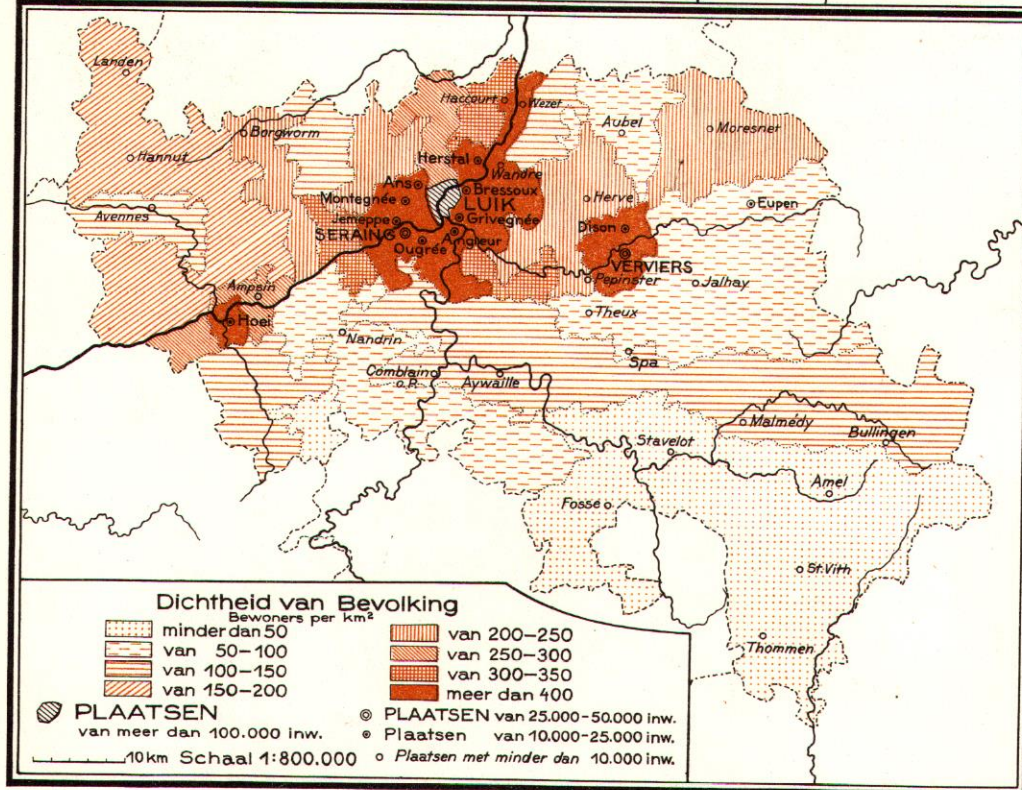 Landen
Haccourt
Wezet
Borgworm
Aubel
Moresnet
Hannut
Herstal
Wandre
Ans
Bressoux
Montegnée
LUIK
Herve
Avennes
Jemeppe
Grivegnée
Dison
Eupen
SERAING
Ougrée
Angleur
VERVIERS
Ampsin
Pepinster
Jalhay
Hoei
Theux
Nandrin
Spa
Comblain
a. P.
Aywaille
Malmédy
Stavelot
Bullingen
Amel
Fosse
St. Vith
Thommen
Dichtheid van Bevolking
Bewoners per km²
minder dan 50
van 50-100
van 100-150
van 150-200
van 200-250
van 250-300
van 300-350
meer dan 400
PLAATSEN
van meer dan 100.000 inw.
PLAATSEN van 25.000-50.000 inw.
Plaatsen van 10.000-25.000 inw.
Plaatsen met minder dan 10.000 inw.
10 km Schaal 1:800.000